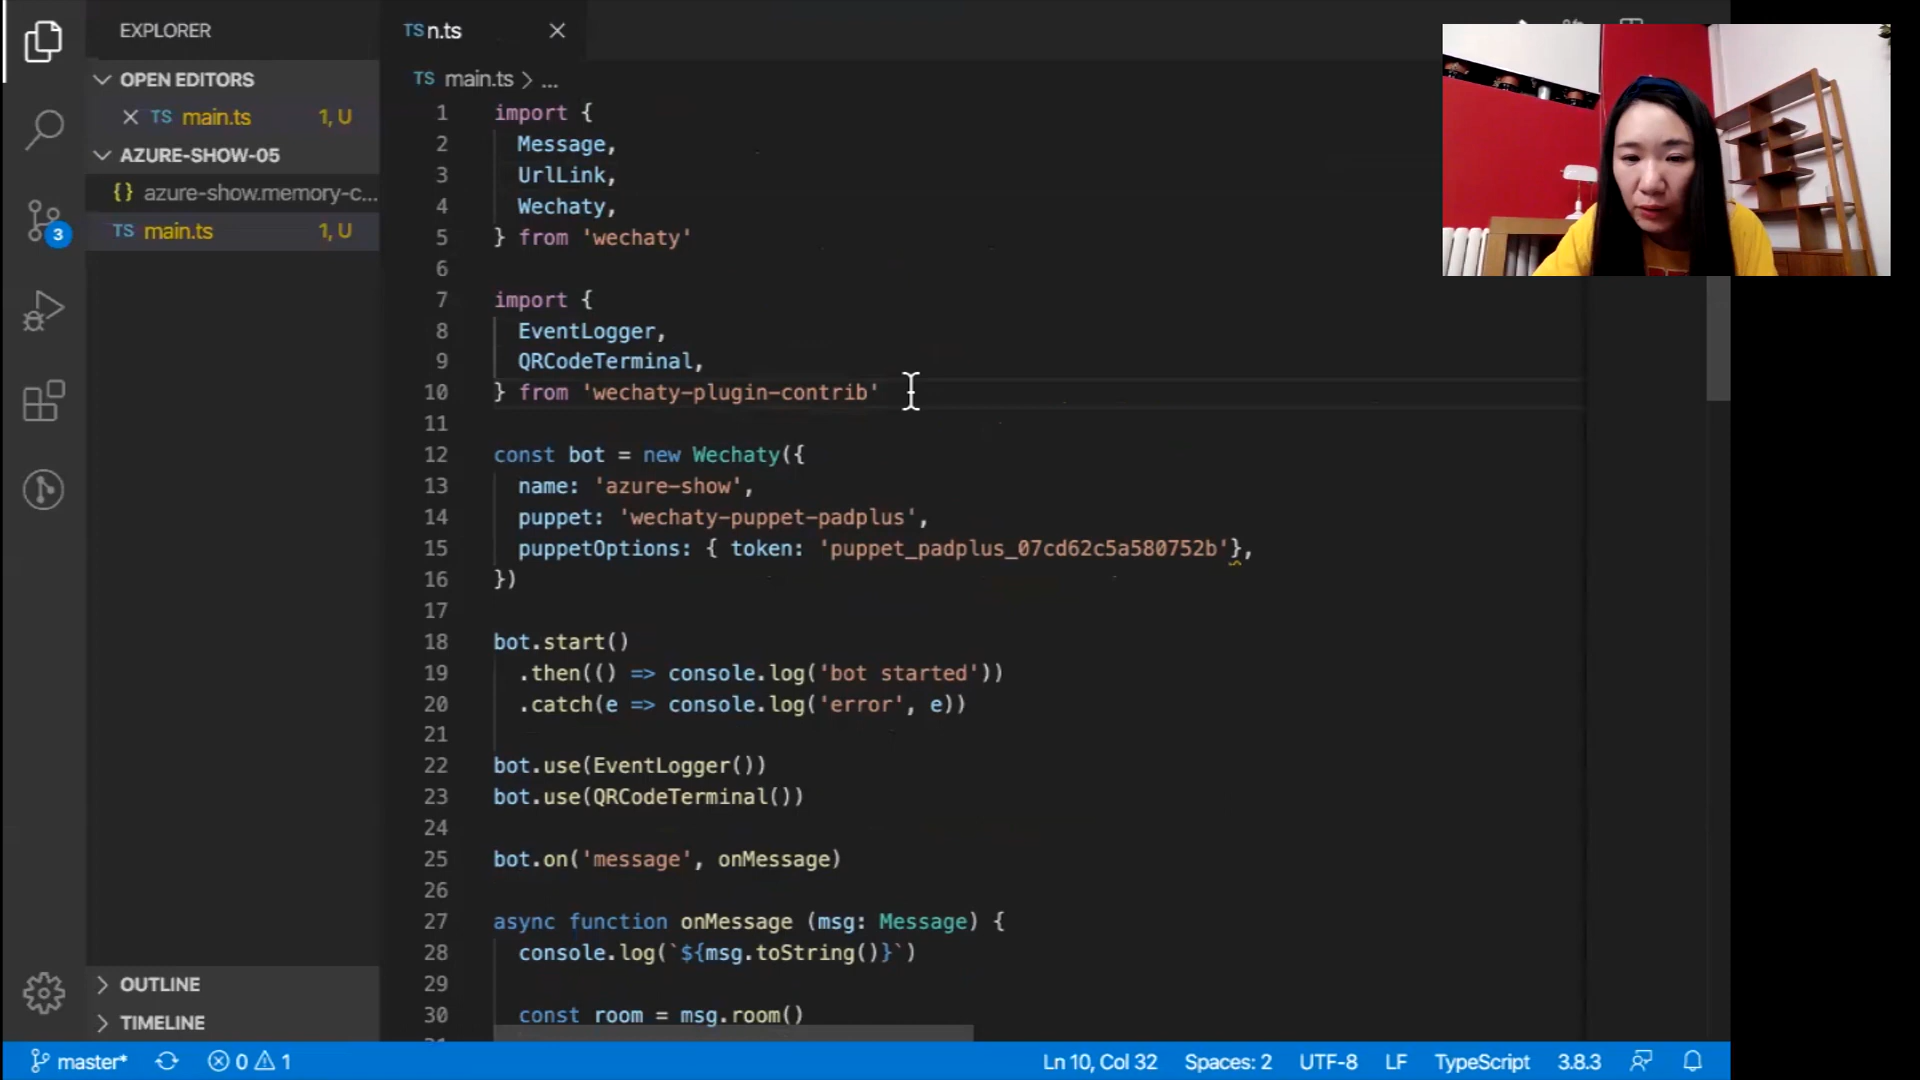 EXPLORER
TS n.ts
OPEN EDITORS
TS main.ts 1, U
TS main.ts > ...
AZURE-SHOW-05
{} azure-show.memory-c...
TS main.ts 1, U
3
1 import {
2 Message,
3 UrlLink,
4 Wechaty,
5 } from 'wechaty'
6
7 import {
8 EventLogger,
9 QRCodeTerminal,
10 } from 'wechaty-plugin-contrib'
11
12 const bot = new Wechaty({
13 name: 'azure-show',
14 puppet: 'wechaty-puppet-padplus',
15 puppetOptions: { token: 'puppet_padplus_07cd62c5a580752b'},
16 })
17
18 bot.start()
19 .then(() => console.log('bot started'))
20 .catch(e => console.log('error', e))
21
22 bot.use(EventLogger())
23 bot.use(QRCodeTerminal())
24
25 bot.on('message', onMessage)
26
27 async function onMessage (msg: Message) {
28 console.log(`${msg.toString()}`)
29
30 const room = msg.room()
OUTLINE
TIMELINE
master* 0 1 Ln 10, Col 32 Spaces: 2 UTF-8 LF TypeScript 3.8.3